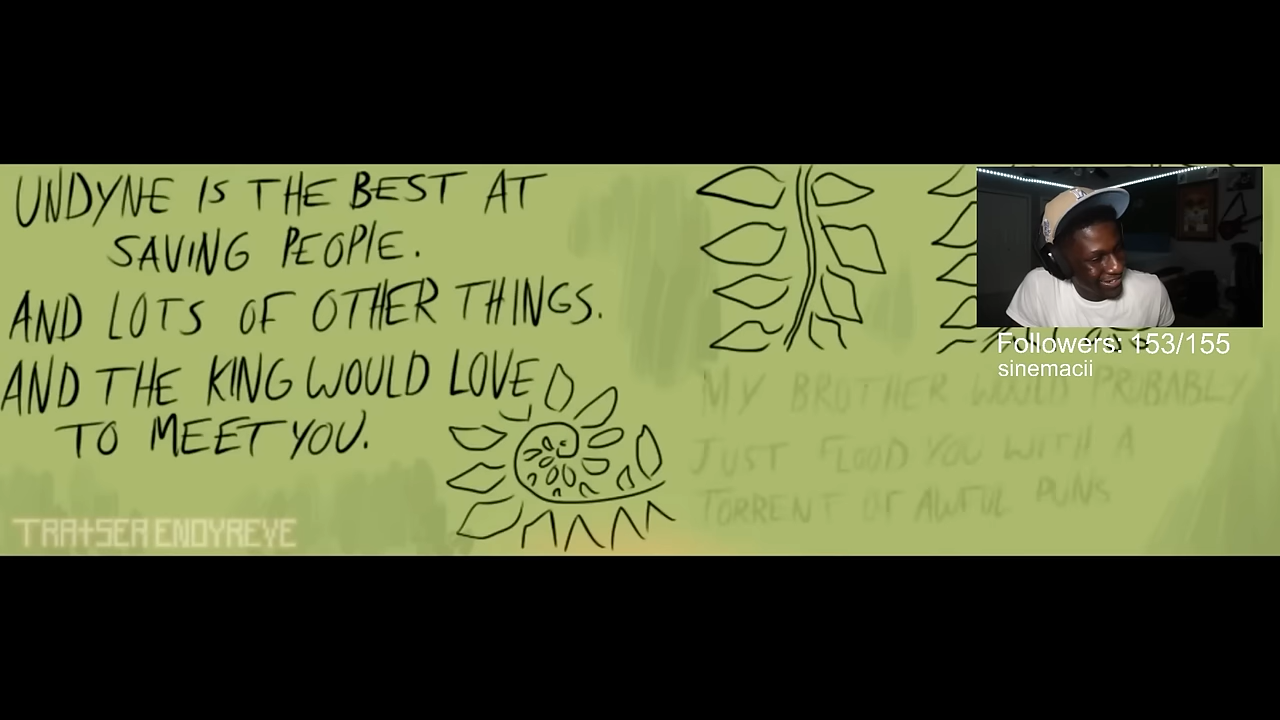 UNDYNE IS THE BEST AT
SAVING PEOPlE.
AND LOTS OF OTHER THINGS.
AND THE KING WOULD LOVE
TO MEET YOU.
Followers: 153/155
sinemacii
MY BROTHER WOULD PROBABLY
JUST FLOOD YOU WITH A
TORRENT OF AWFUL PUNS